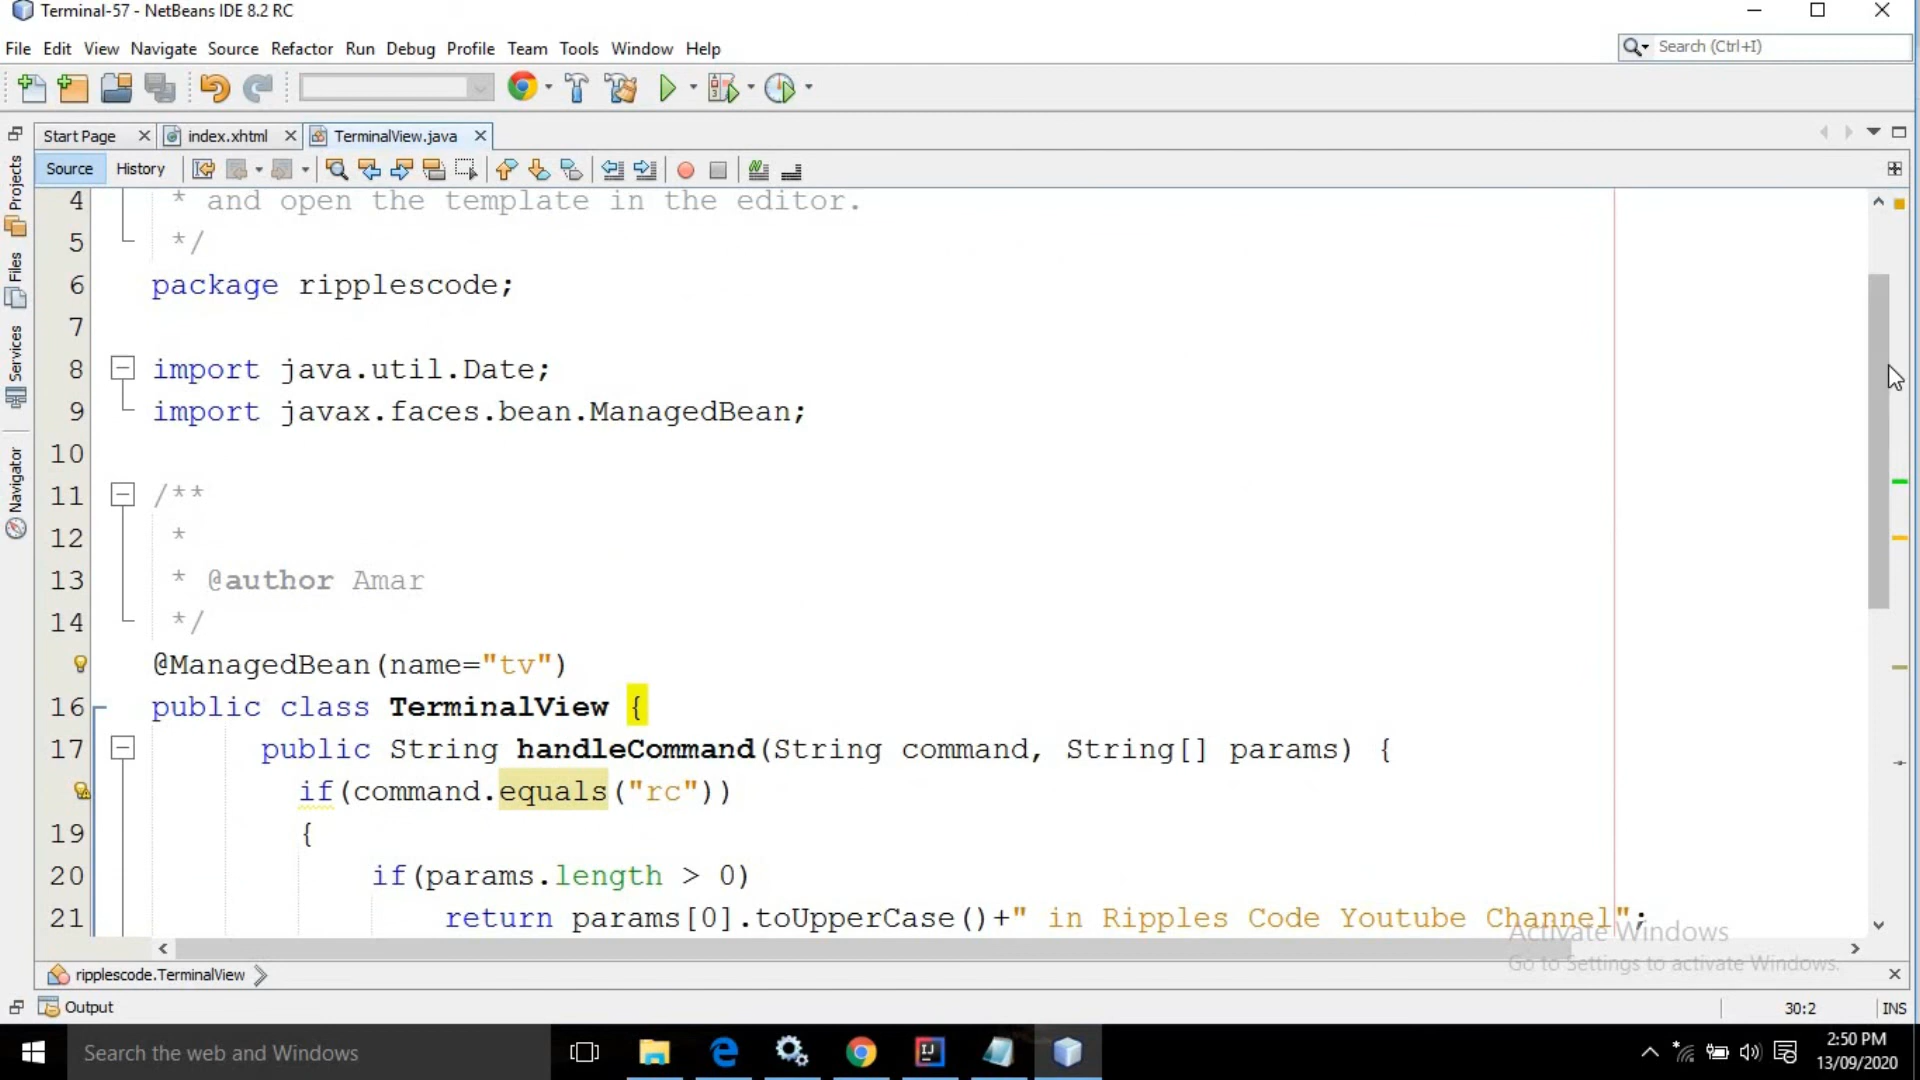 Terminal-57 - NetBeans IDE 8.2 RC
File Edit View Navigate Source Refactor Run Debug Profile Team Tools Window Help
Search (Ctrl+I)
Start Page index.xhtml TerminalView.java
Source History
Projects
Files
Services
Navigator
4 * and open the template in the editor.
5 */
6 package ripplescode;
7
8 import java.util.Date;
9 import javax.faces.bean.ManagedBean;
10
11 /**
12 *
13 * @author Amar
14 */
@ManagedBean(name="tv")
16 public class TerminalView {
17 public String handleCommand(String command, String[] params) {
if(command.equals("rc"))
19 {
20 if(params.length > 0)
21 return params[0].toUpperCase()+" in Ripples Code Youtube Channel";
Activate Windows
Go to Settings to activate Windows.
ripplescode.TerminalView
Output
30:2 INS
Search the web and Windows
2:50 PM
13/09/2020